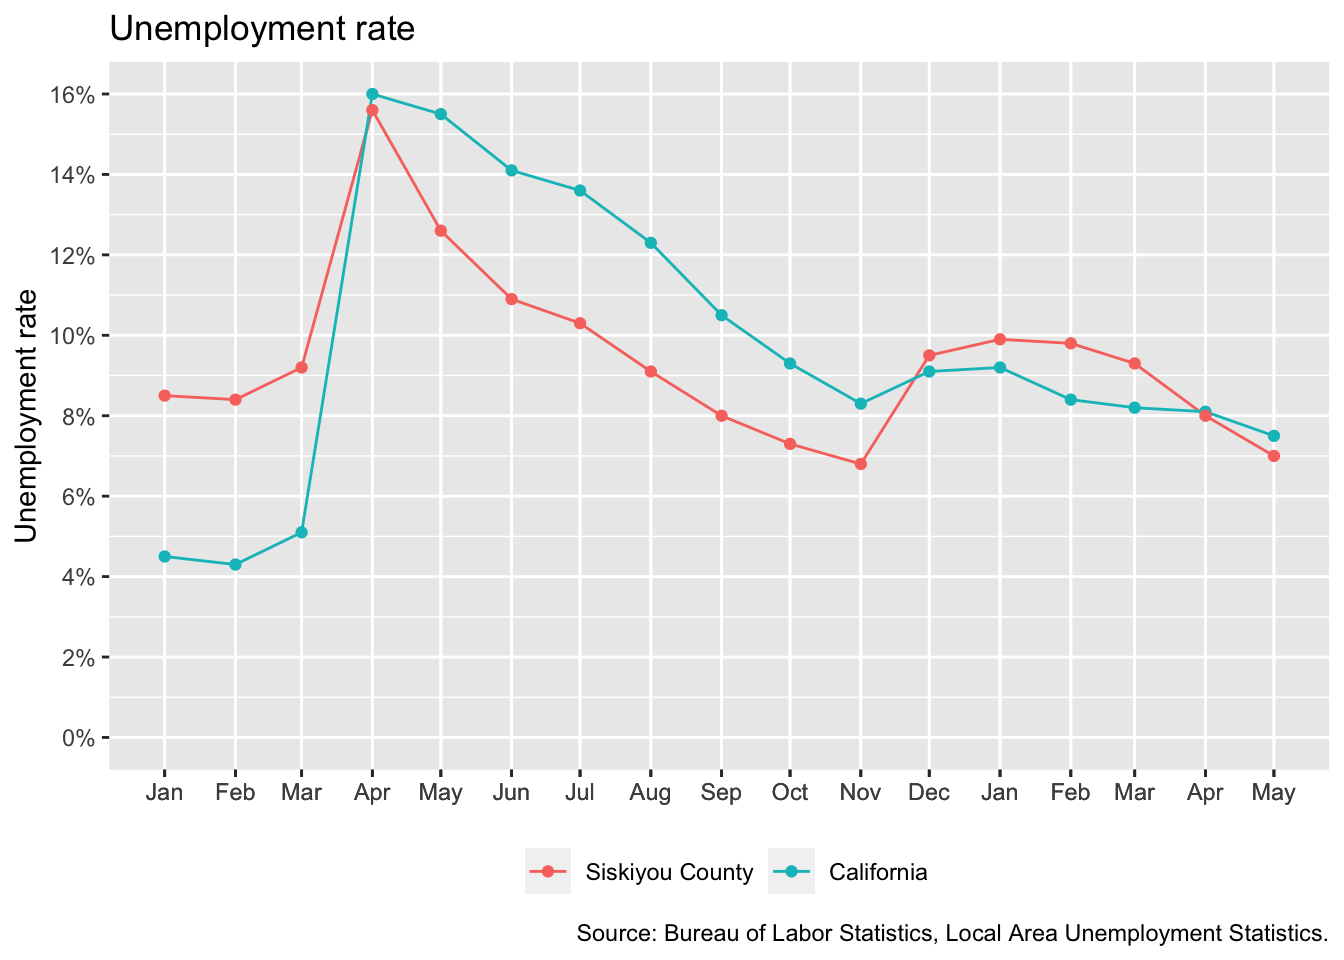 Unemployment rate
Unemployment rate
16%
14%
12%
10%
8%
6%
4%
2%
0%
Jan Feb Mar Apr May Jun Jul Aug Sep Oct Nov Dec Jan Feb Mar Apr May
Siskiyou County California
Source: Bureau of Labor Statistics, Local Area Unemployment Statistics.